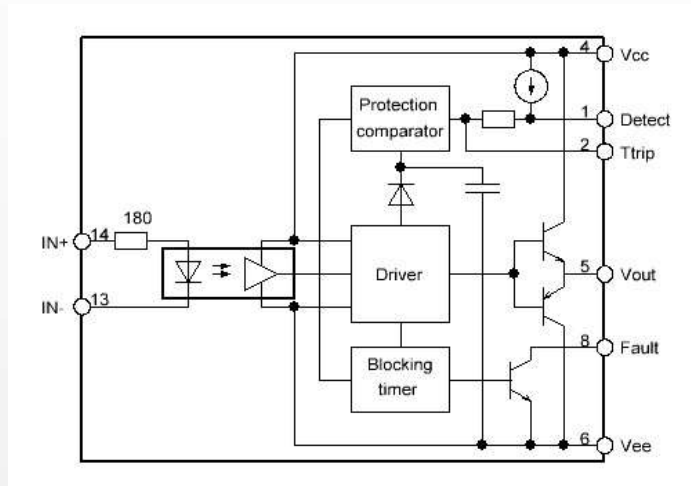 4
Vcc
Protection
comparator
1
Detect
2
Ttrip
180
IN+
14
Driver
5
Vout
IN-
13
8
Fault
Blocking
timer
6
Vee